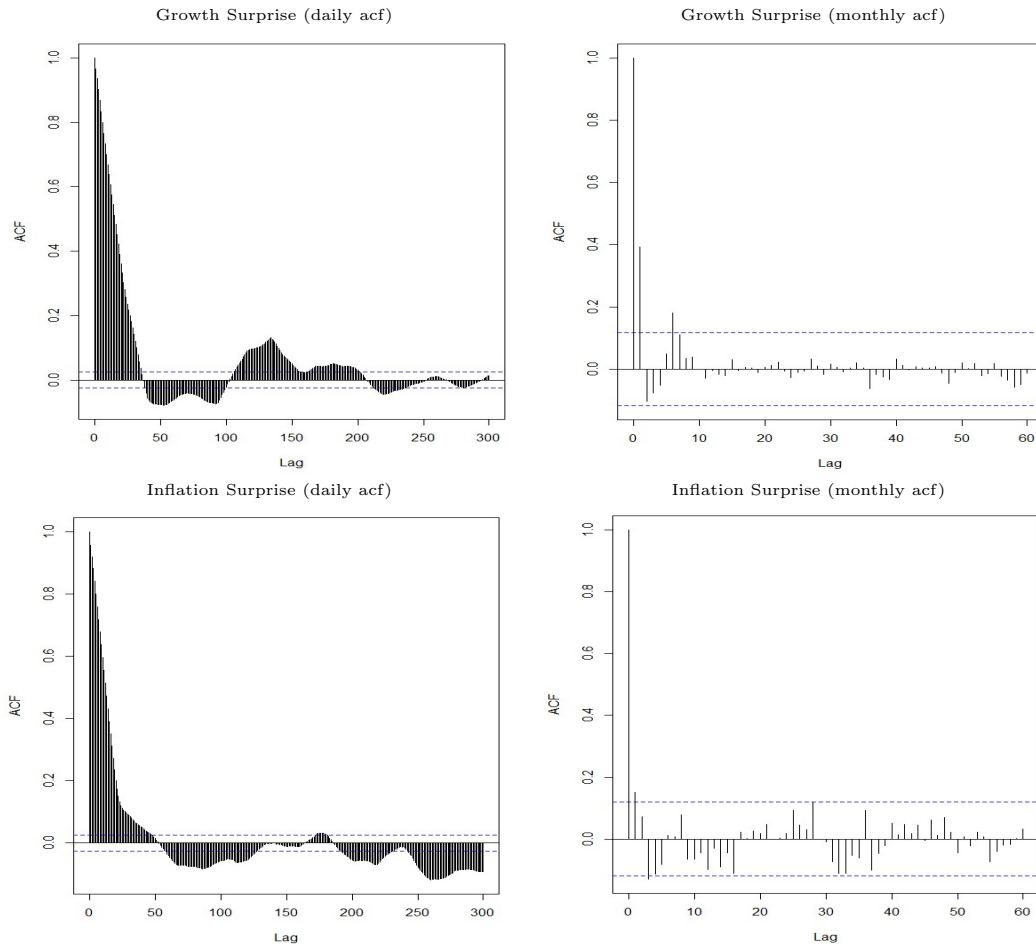 Growth Surprise (daily acf)
ACF
1.0
0.8
0.6
0.4
0.2
0.0
0 50 100 150 200 250 300
Lag
Growth Surprise (monthly acf)
ACF
1.0
0.8
0.6
0.4
0.2
0.0
0 10 20 30 40 50 60
Lag
Inflation Surprise (daily acf)
ACF
1.0
0.8
0.6
0.4
0.2
0.0
0 50 100 150 200 250 300
Lag
Inflation Surprise (monthly acf)
ACF
1.0
0.8
0.6
0.4
0.2
0.0
0 10 20 30 40 50 60
Lag